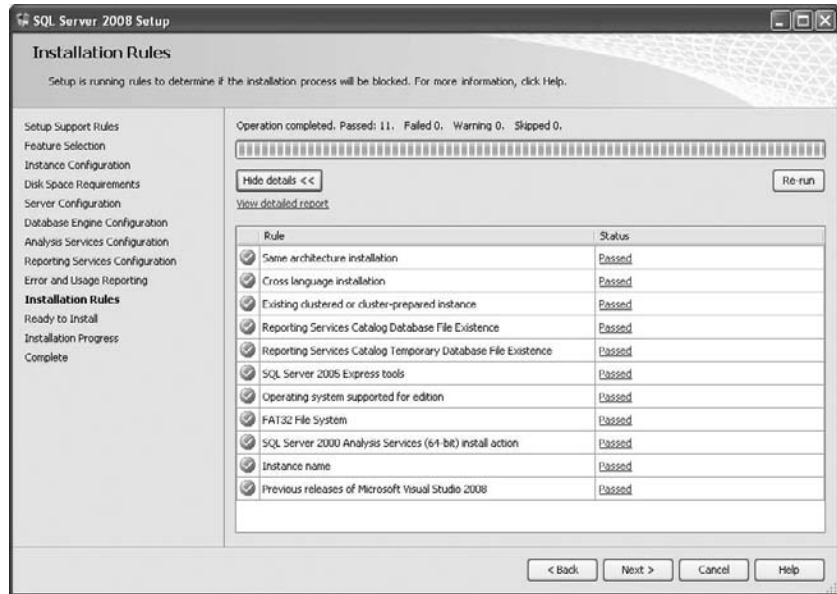 SQL Server 2008 Setup
Installation Rules
Setup is running rules to determine if the installation process will be blocked. For more information, click Help.
Setup Support Rules
Feature Selection
Instance Configuration
Disk Space Requirements
Server Configuration
Database Engine Configuration
Analysis Services Configuration
Reporting Services Configuration
Error and Usage Reporting
Installation Rules
Ready to Install
Installation Progress
Complete
Operation completed. Passed: 11. Failed 0. Warning 0. Skipped 0.
Hide details << Re-run
View detailed report
Rule Status
Same architecture installation Passed
Cross language installation Passed
Existing clustered or cluster-prepared instance Passed
Reporting Services Catalog Database File Existence Passed
Reporting Services Catalog Temporary Database File Existence Passed
SQL Server 2005 Express tools Passed
Operating system supported for edition Passed
FAT32 File System Passed
SQL Server 2000 Analysis Services (64-bit) install action Passed
Instance name Passed
Previous releases of Microsoft Visual Studio 2008 Passed
< Back Next > Cancel Help